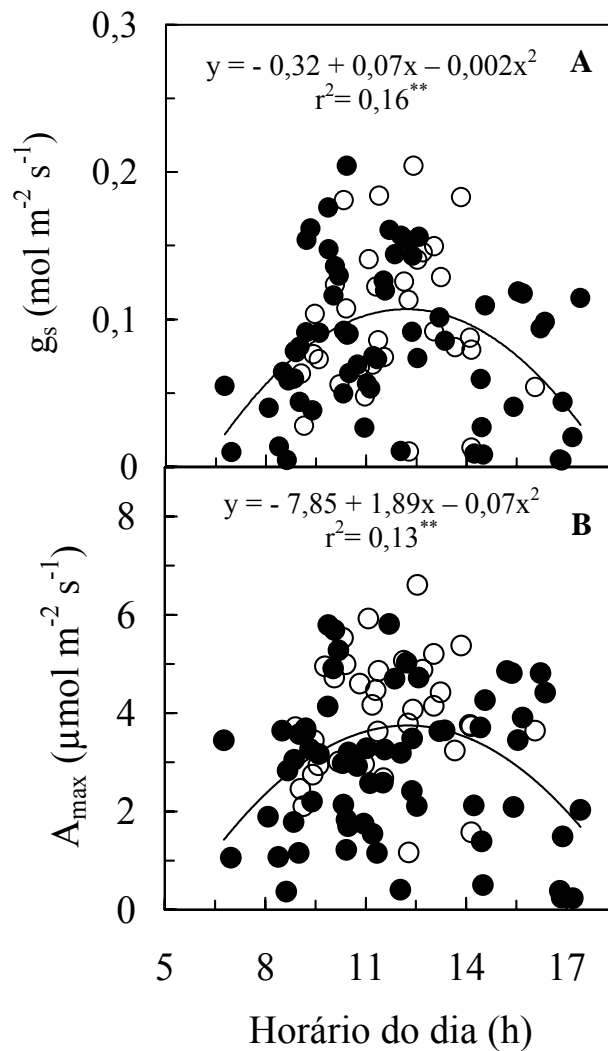 0,3
y = - 0,32 + 0,07x – 0,002x²
A
r²= 0,16**
0,2
gₛ (mol m⁻² s⁻¹)
0,1
0
y = - 7,85 + 1,89x – 0,07x²
8
r²= 0,13**
B
6
Aₘₐₓ (µmol m⁻² s⁻¹)
4
2
0
5 8 11 14 17
Horário do dia (h)